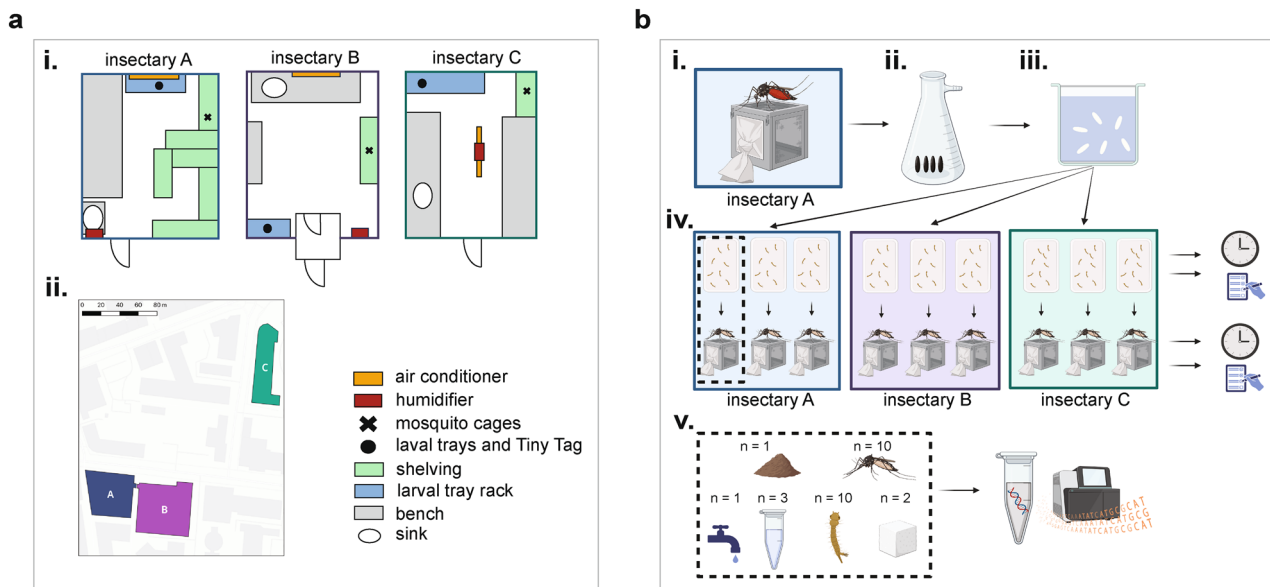 a
i.
insectary A
insectary B
insectary C
ii.
0 20 40 60 80 m
C
A
B
air conditioner
humidifier
mosquito cages
laval trays and Tiny Tag
shelving
larval tray rack
bench
sink
b
i.
ii.
iii.
insectary A
iv.
insectary A
insectary B
insectary C
v.
n = 1
n = 10
n = 1
n = 3
n = 10
n = 2